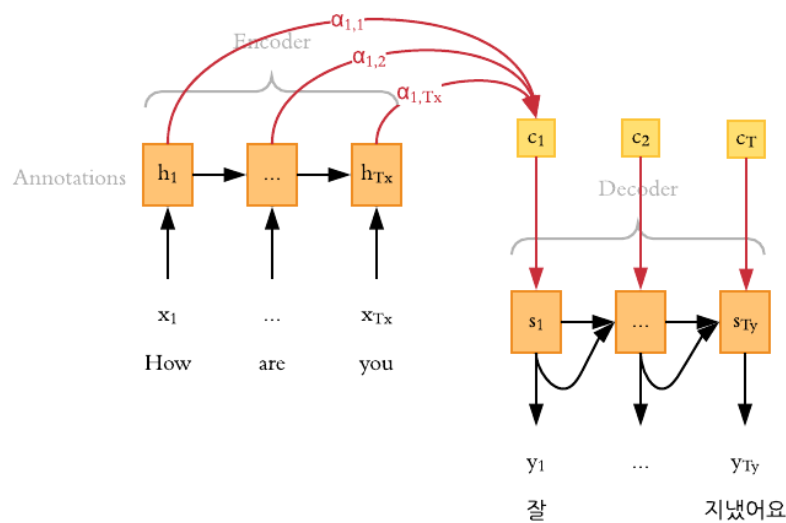 α1,1
Encoder
α1,2
α1,Tx
Annotations
h1 ... hTx
c1 c2 cT
Decoder
x1 ... xTx
How are you
s1 ... sTy
y1 ... yTy
잘 지냈어요